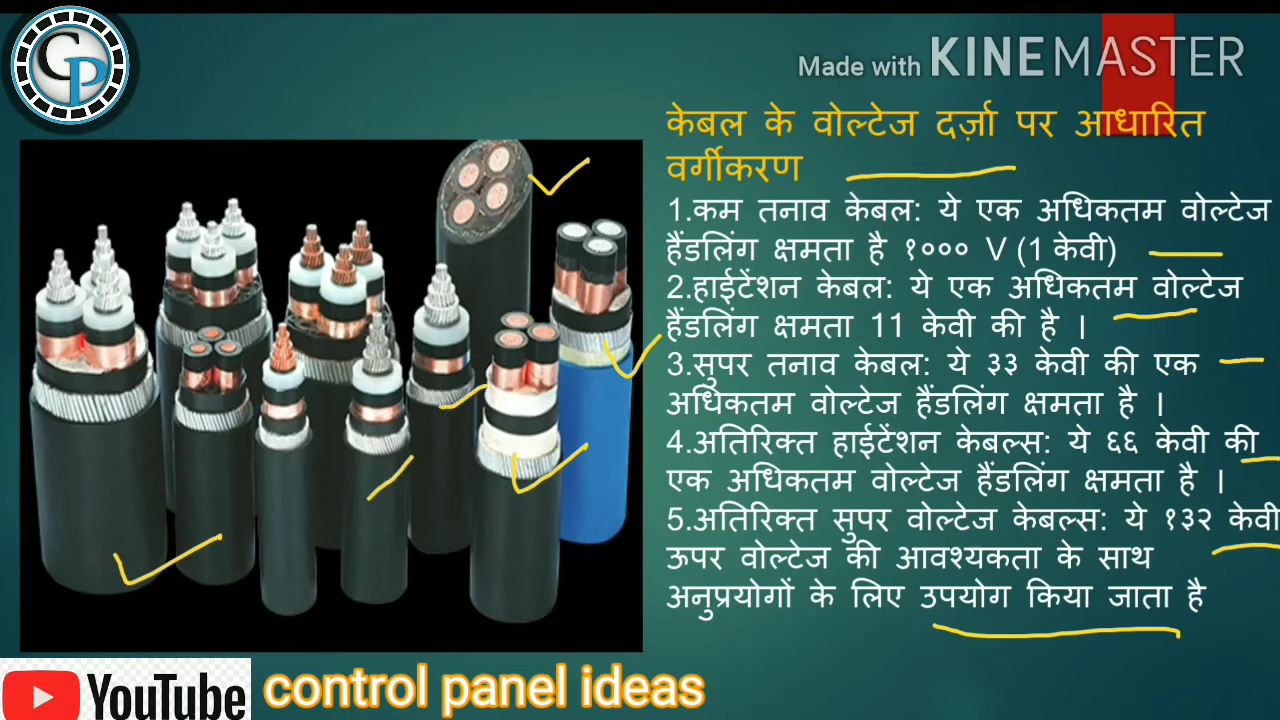 CP
Made with KINEMASTER
केबल के वोल्टेज दर्ज़ा पर आधारित
वर्गीकरण
1.कम तनाव केबल: ये एक अधिकतम वोल्टेज
हैंडलिंग क्षमता है १००० V (1 केवी)
2.हाईटेंशन केबल: ये एक अधिकतम वोल्टेज
हैंडलिंग क्षमता 11 केवी की है ।
3.सुपर तनाव केबल: ये ३३ केवी की एक
अधिकतम वोल्टेज हैंडलिंग क्षमता है ।
4.अतिरिक्त हाईटेंशन केबल्स: ये ६६ केवी की
एक अधिकतम वोल्टेज हैंडलिंग क्षमता है ।
5.अतिरिक्त सुपर वोल्टेज केबल्स: ये १३२ केवी
ऊपर वोल्टेज की आवश्यकता के साथ
अनुप्रयोगों के लिए उपयोग किया जाता है
YouTube control panel ideas